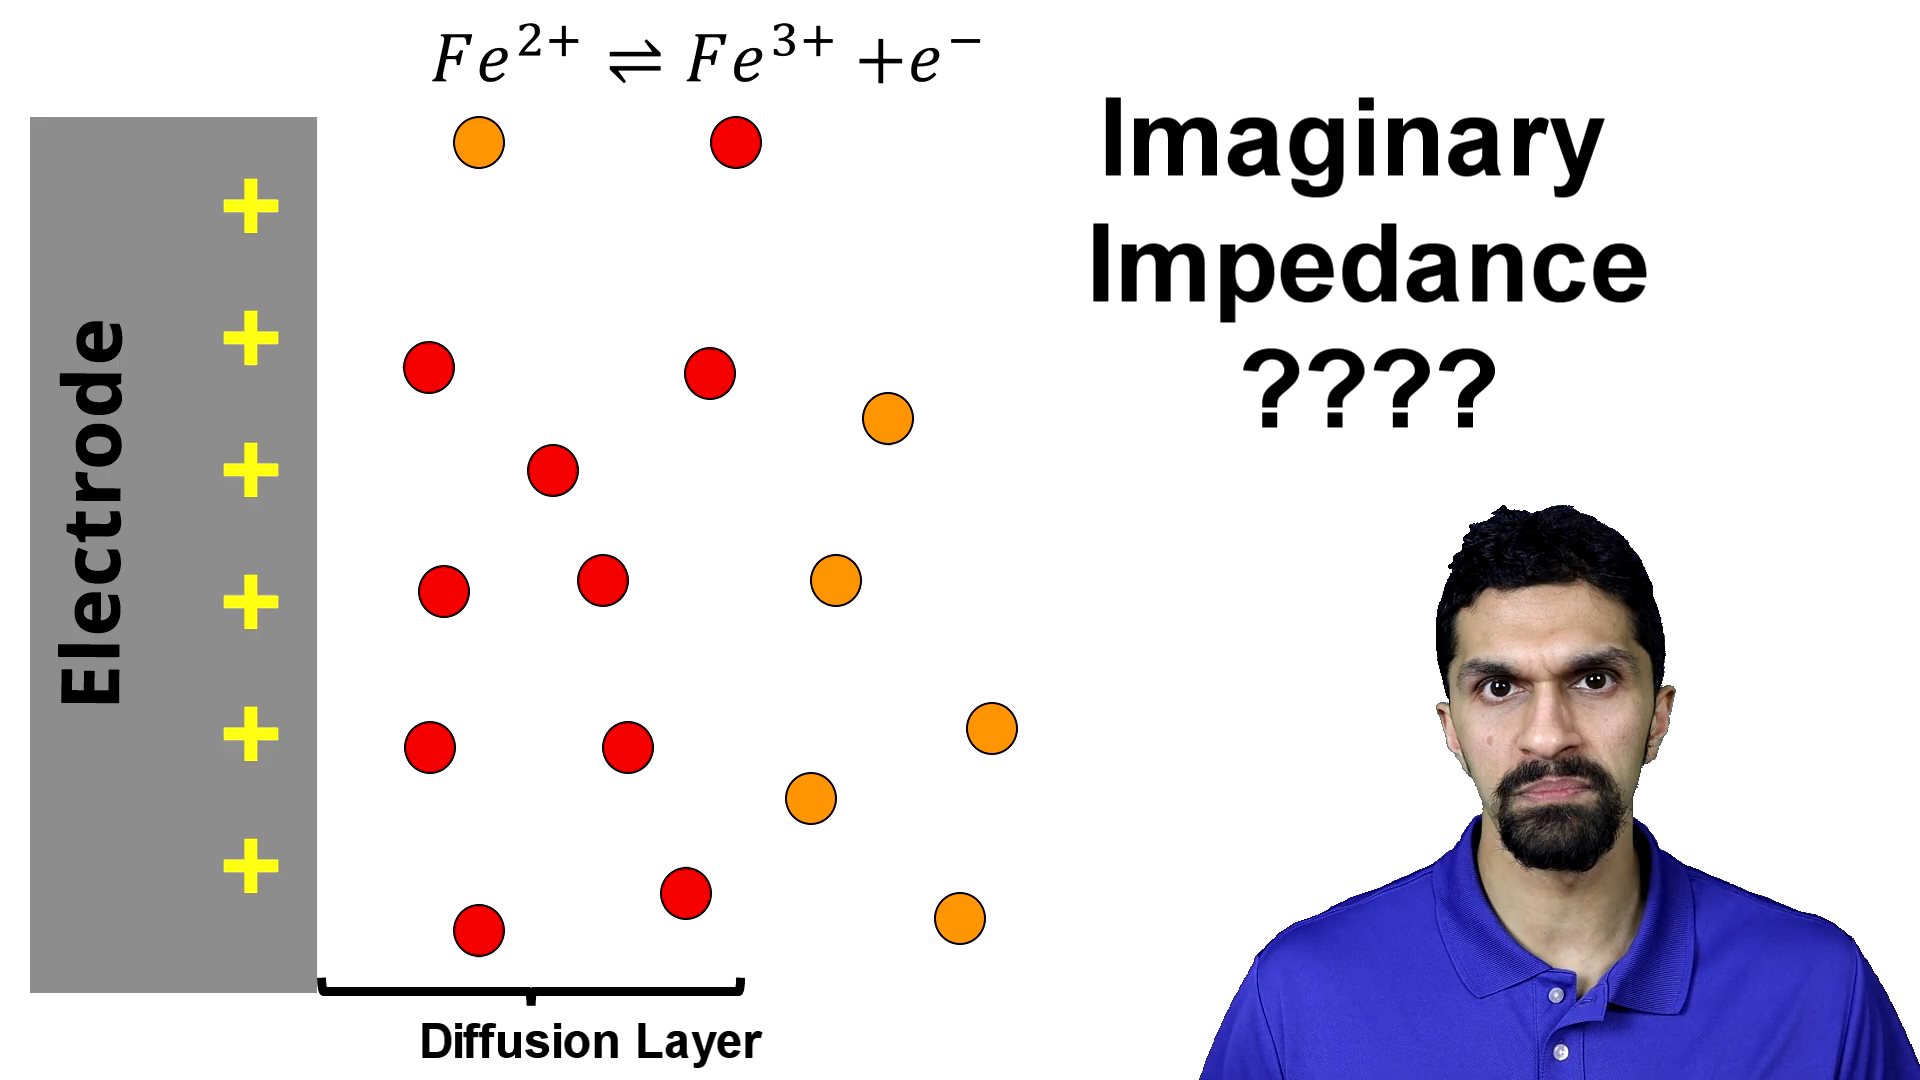 Fe²⁺ ⇌ Fe³⁺ +e⁻
Imaginary
Impedance
????
Electrode
+
+
+
+
+
+
Diffusion Layer